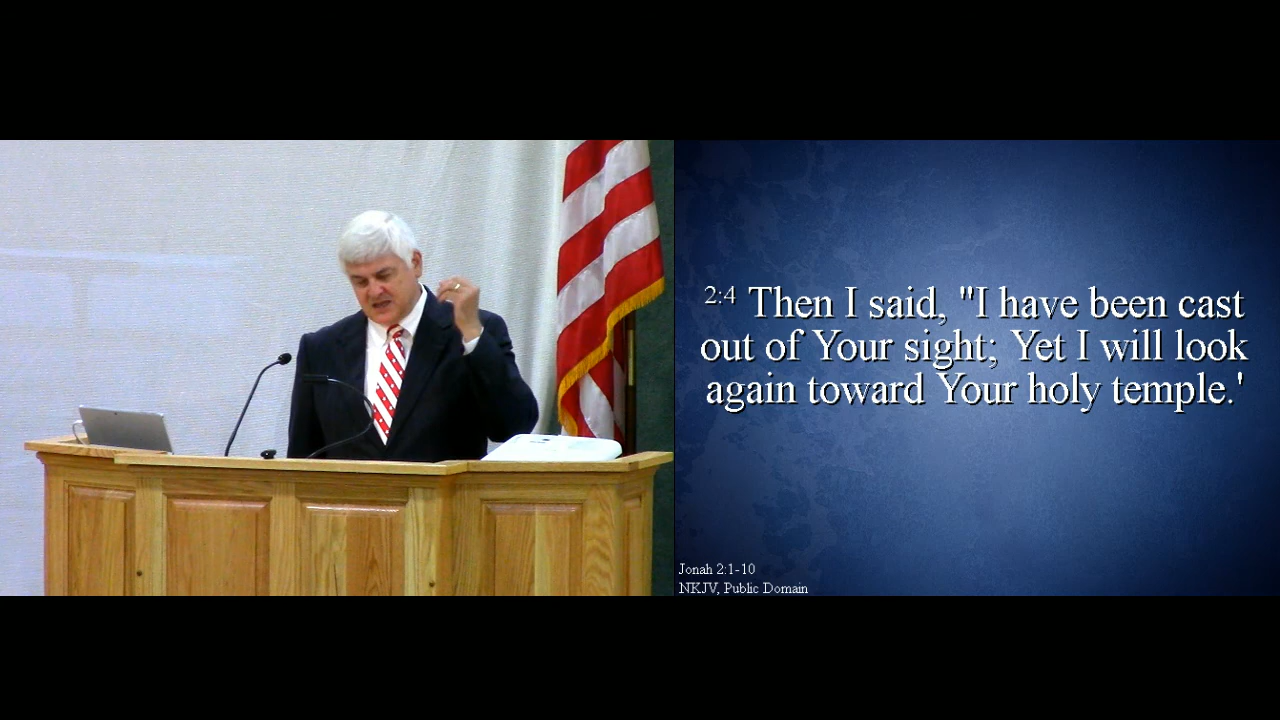 2:4 Then I said, "I have been cast
out of Your sight; Yet I will look
again toward Your holy temple.'
Jonah 2:1-10
NKJV, Public Domain